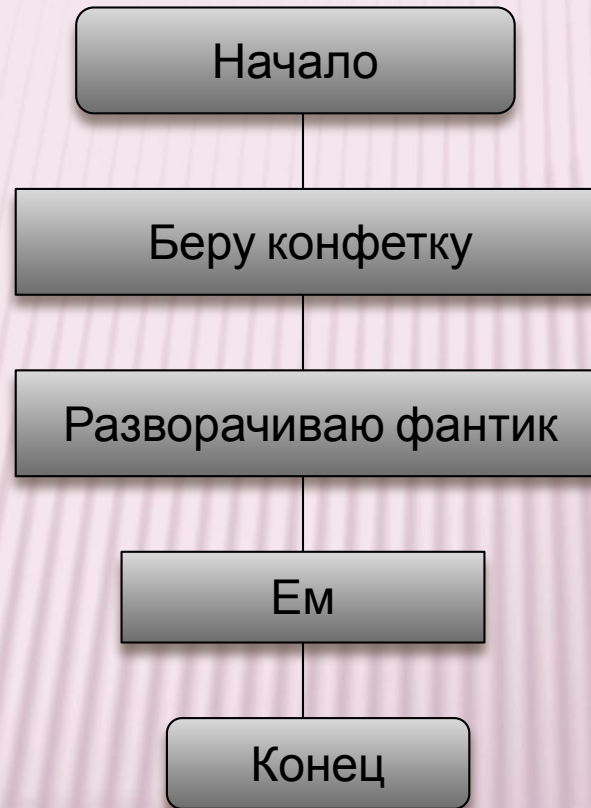 Начало
Беру конфетку
Разворачиваю фантик
Ем
Конец